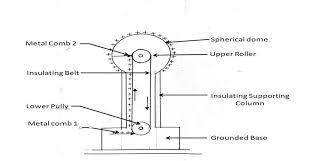 Metal Comb 2
Spherical dome
Upper Roller
Insulating Belt
Insulating Supporting
Column
Lower Pully
Metal comb 1
Grounded Base